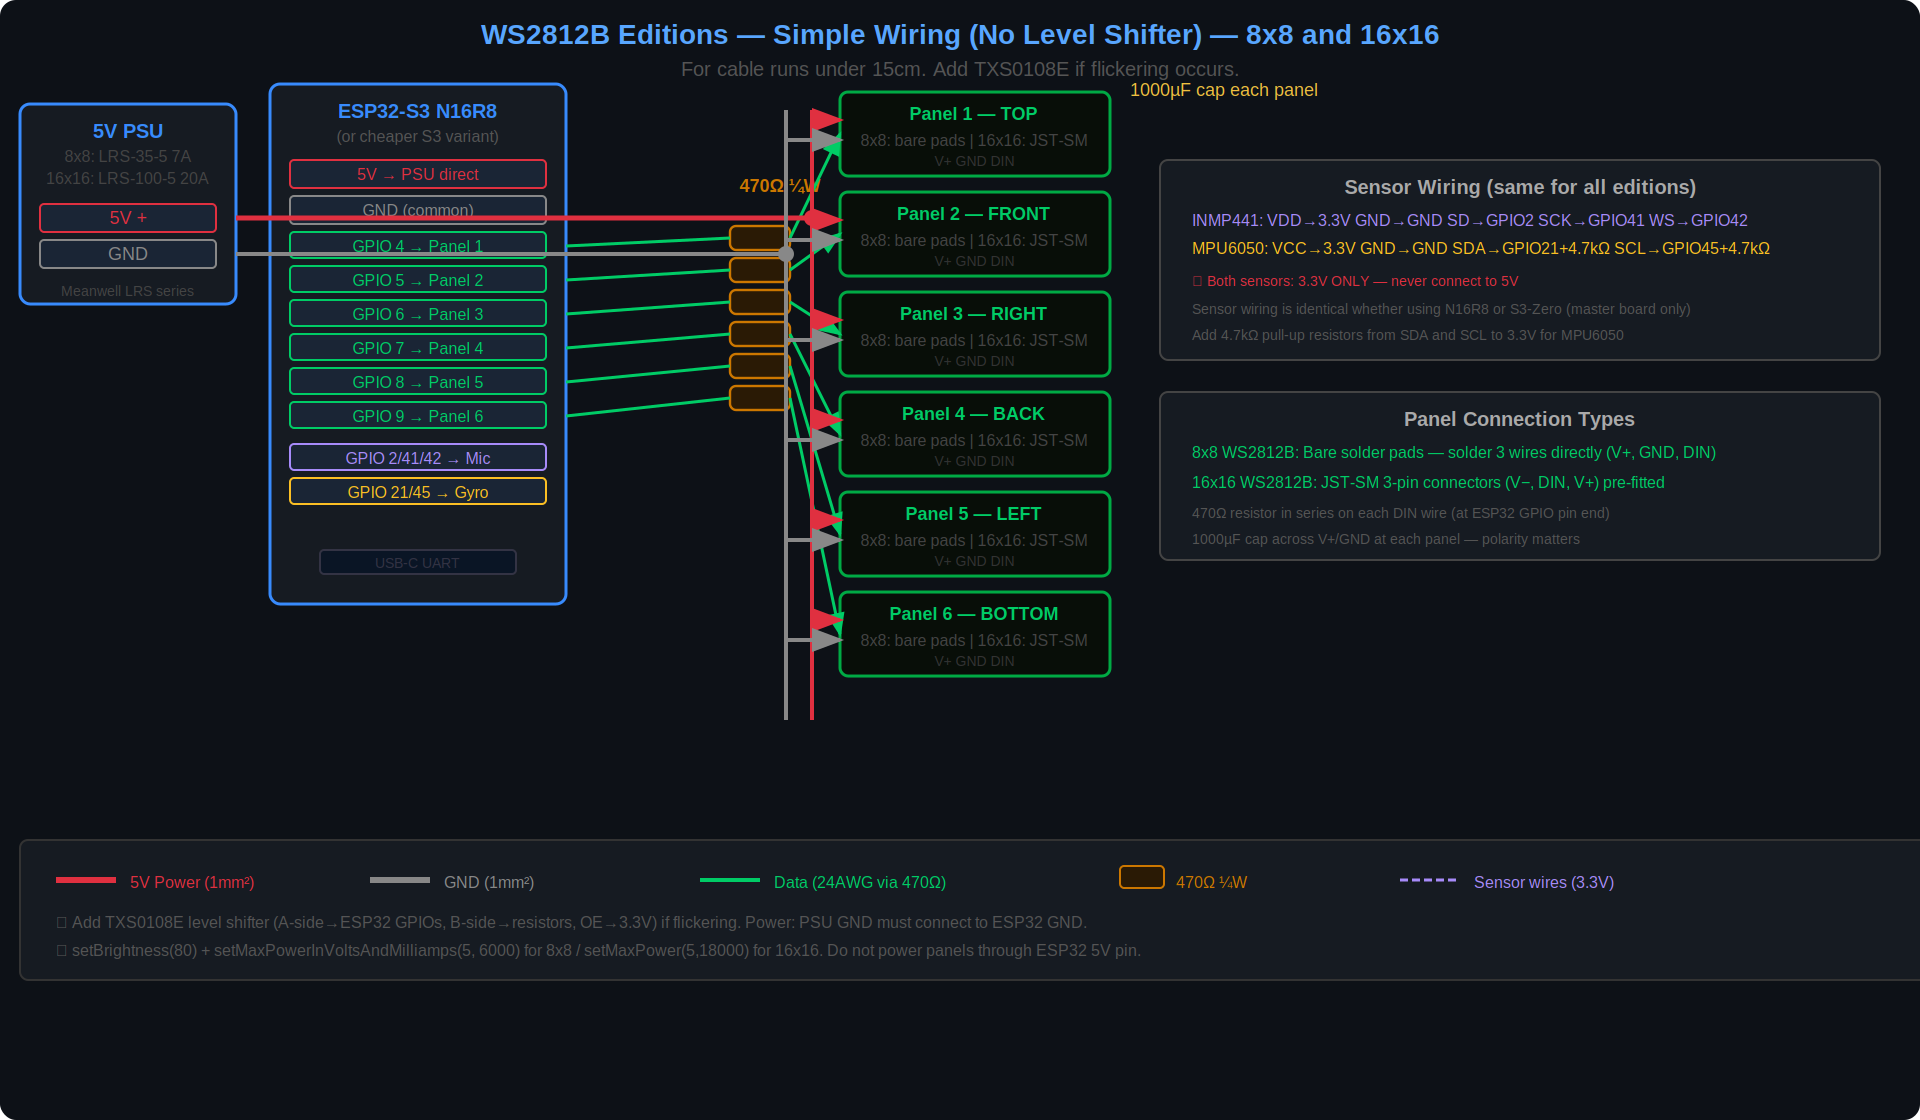 WS2812B Editions — Simple Wiring (No Level Shifter) — 8x8 and 16x16
For cable runs under 15cm. Add TXS0108E if flickering occurs.
1000µF cap each panel
5V PSU
8x8: LRS-35-5 7A
16x16: LRS-100-5 20A
5V +
GND
Meanwell LRS series
ESP32-S3 N16R8
(or cheaper S3 variant)
5V → PSU direct
GND (common)
GPIO 4 → Panel 1
GPIO 5 → Panel 2
GPIO 6 → Panel 3
GPIO 7 → Panel 4
GPIO 8 → Panel 5
GPIO 9 → Panel 6
GPIO 2/41/42 → Mic
GPIO 21/45 → Gyro
USB-C UART
470Ω ¼W
Panel 1 — TOP
8x8: bare pads | 16x16: JST-SM
V+ GND DIN
Panel 2 — FRONT
8x8: bare pads | 16x16: JST-SM
V+ GND DIN
Panel 3 — RIGHT
8x8: bare pads | 16x16: JST-SM
V+ GND DIN
Panel 4 — BACK
8x8: bare pads | 16x16: JST-SM
V+ GND DIN
Panel 5 — LEFT
8x8: bare pads | 16x16: JST-SM
V+ GND DIN
Panel 6 — BOTTOM
8x8: bare pads | 16x16: JST-SM
V+ GND DIN
Sensor Wiring (same for all editions)
INMP441: VDD→3.3V GND→GND SD→GPIO2 SCK→GPIO41 WS→GPIO42
MPU6050: VCC→3.3V GND→GND SDA→GPIO21+4.7kΩ SCL→GPIO45+4.7kΩ
Both sensors: 3.3V ONLY — never connect to 5V
Sensor wiring is identical whether using N16R8 or S3-Zero (master board only)
Add 4.7kΩ pull-up resistors from SDA and SCL to 3.3V for MPU6050
Panel Connection Types
8x8 WS2812B: Bare solder pads — solder 3 wires directly (V+, GND, DIN)
16x16 WS2812B: JST-SM 3-pin connectors (V−, DIN, V+) pre-fitted
470Ω resistor in series on each DIN wire (at ESP32 GPIO pin end)
1000µF cap across V+/GND at each panel — polarity matters
5V Power (1mm²)
GND (1mm²)
Data (24AWG via 470Ω)
470Ω ¼W
Sensor wires (3.3V)
Add TXS0108E level shifter (A-side→ESP32 GPIOs, B-side→resistors, OE→3.3V) if flickering. Power: PSU GND must connect to ESP32 GND.
setBrightness(80) + setMaxPowerInVoltsAndMilliamps(5, 6000) for 8x8 / setMaxPower(5,18000) for 16x16. Do not power panels through ESP32 5V pin.